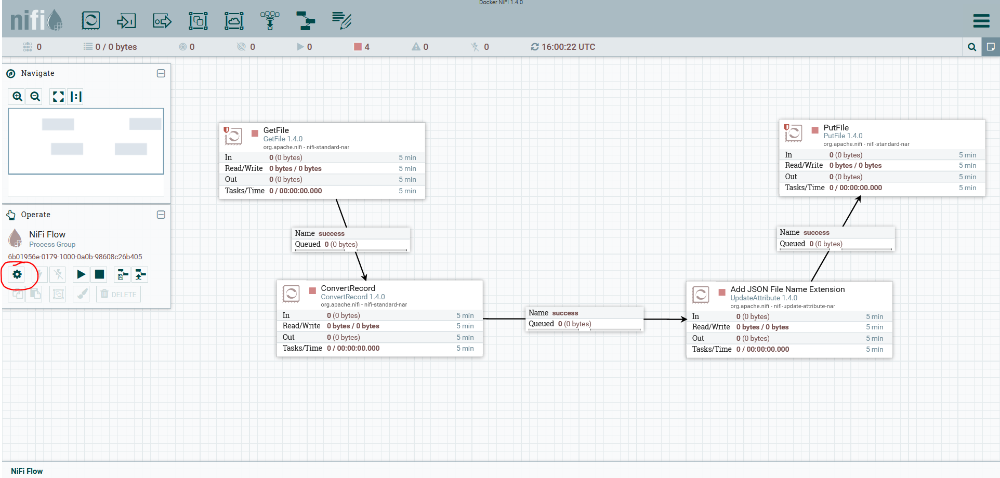 Docker NiFi 1.4.0
nifi
0
0 / 0 bytes
0
0
0
4
0
0
16:00:22 UTC
Navigate
Operate
NiFi Flow
Process Group
6b01956e-0179-1000-0a0b-98608c26b405
DELETE
GetFile
GetFile 1.4.0
org.apache.nifi - nifi-standard-nar
In 0 (0 bytes) 5 min
Read/Write 0 bytes / 0 bytes 5 min
Out 0 (0 bytes) 5 min
Tasks/Time 0 / 00:00:00.000 5 min
Name success
Queued 0 (0 bytes)
ConvertRecord
ConvertRecord 1.4.0
org.apache.nifi - nifi-standard-nar
In 0 (0 bytes) 5 min
Read/Write 0 bytes / 0 bytes 5 min
Out 0 (0 bytes) 5 min
Tasks/Time 0 / 00:00:00.000 5 min
Name success
Queued 0 (0 bytes)
Add JSON File Name Extension
UpdateAttribute 1.4.0
org.apache.nifi - nifi-update-attribute-nar
In 0 (0 bytes) 5 min
Read/Write 0 bytes / 0 bytes 5 min
Out 0 (0 bytes) 5 min
Tasks/Time 0 / 00:00:00.000 5 min
Name success
Queued 0 (0 bytes)
PutFile
PutFile 1.4.0
org.apache.nifi - nifi-standard-nar
In 0 (0 bytes) 5 min
Read/Write 0 bytes / 0 bytes 5 min
Out 0 (0 bytes) 5 min
Tasks/Time 0 / 00:00:00.000 5 min
NiFi Flow